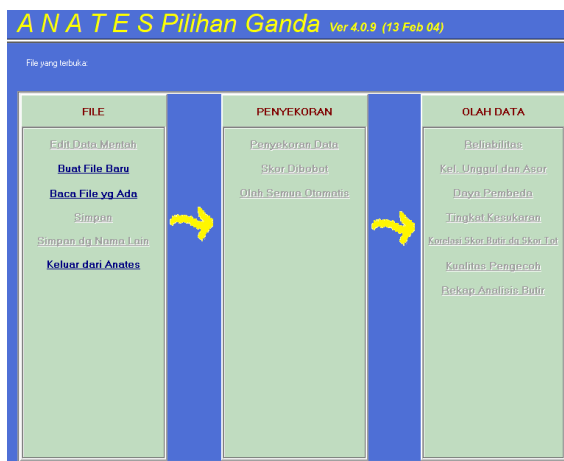 A N A T E S Pilihan Ganda Ver 4.0.9 (13 Feb 04)
File yang terbuka:
FILE
Edit Data Mentah
Buat File Baru
Baca File yg Ada
Simpan
Simpan dg Nama Lain
Keluar dari Anates
PENYEKORAN
Penyekoran Data
Skor Dibobot
Olah Semua Otomatis
OLAH DATA
Reliabilitas
Kel. Unggul dan Asor
Daya Pembeda
Tingkat Kesukaran
Korelasi Skor Butir dg Skor Tot
Kualitas Pengecoh
Rekap Analisis Butir